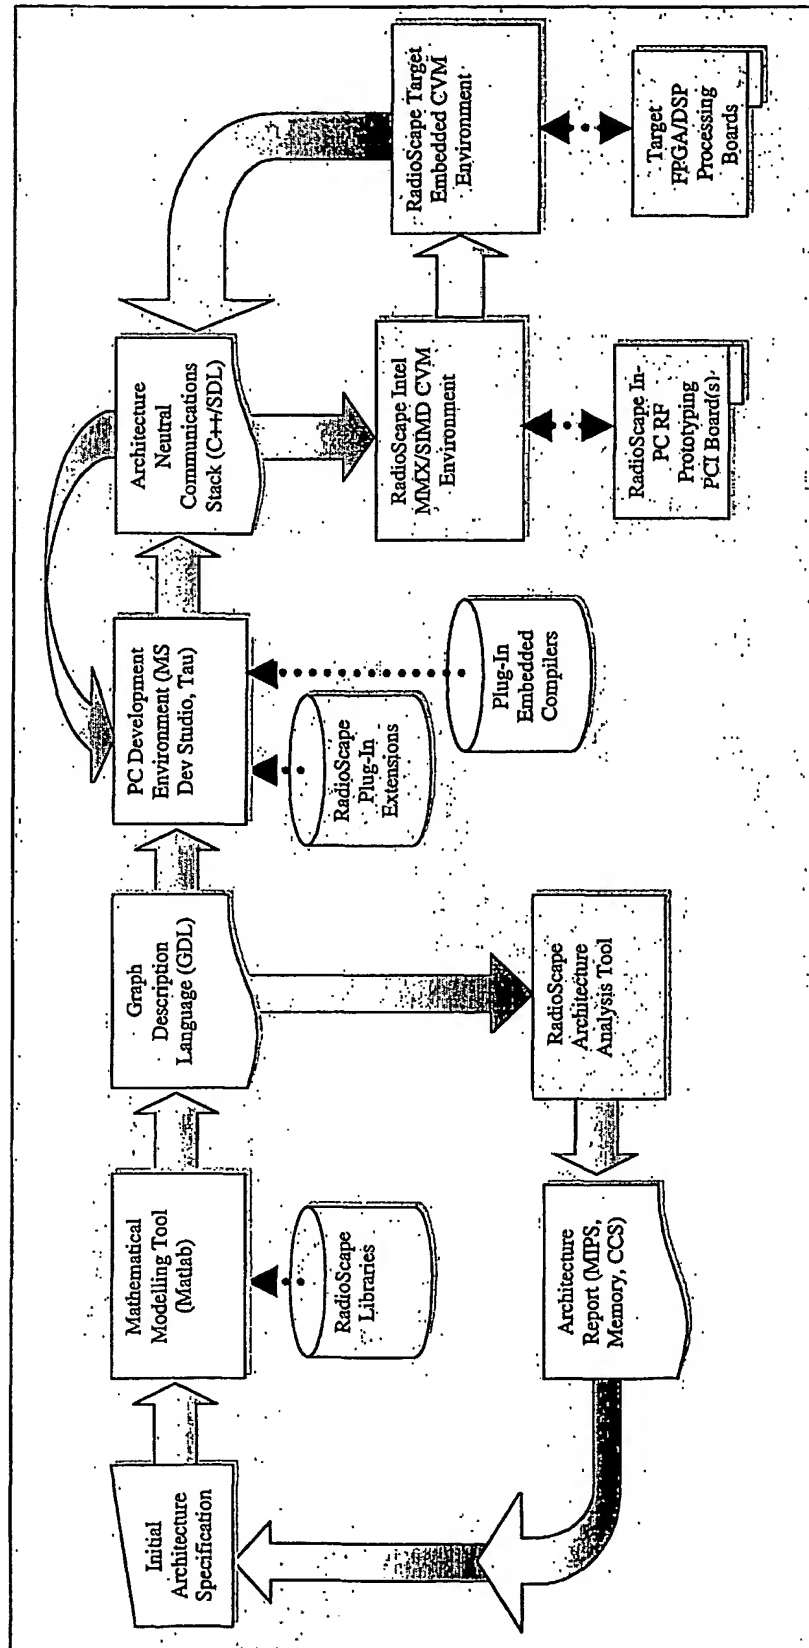 Initial
Architecture
Specification
Mathematical
Modelling Tool
(Matlab)
Graph
Description
Language (GDL)
PC Development
Environment (MS
Dev Studio, Tau)
Architecture
Neutral
Communications
Stack (C++/SDL)
RadioScape
Libraries
RadioScape
Plug-In
Extensions
Plug-In
Embedded
Compilers
RadioScape Intel
MMX/SIMD CVM
Environment
RadioScape Target
Embedded CVM
Environment
Architecture
Report (MIPS,
Memory, CCS)
RadioScape
Architecture
Analysis Tool
RadioScape In-
PC RF
Prototyping
PCI Board(s)
Target
FPGA/DSP
Processing
Boards